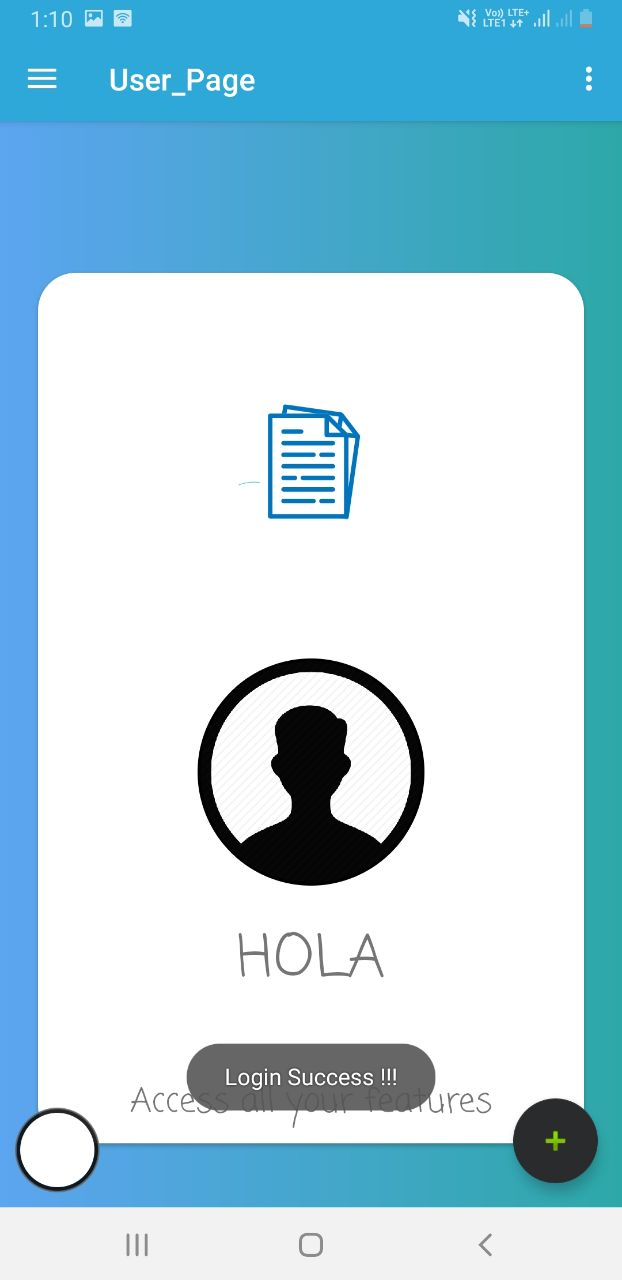 1:10
Vo)) LTE+
LTE1
User_Page
HOLA
Login Success !!!
Access all your features
+